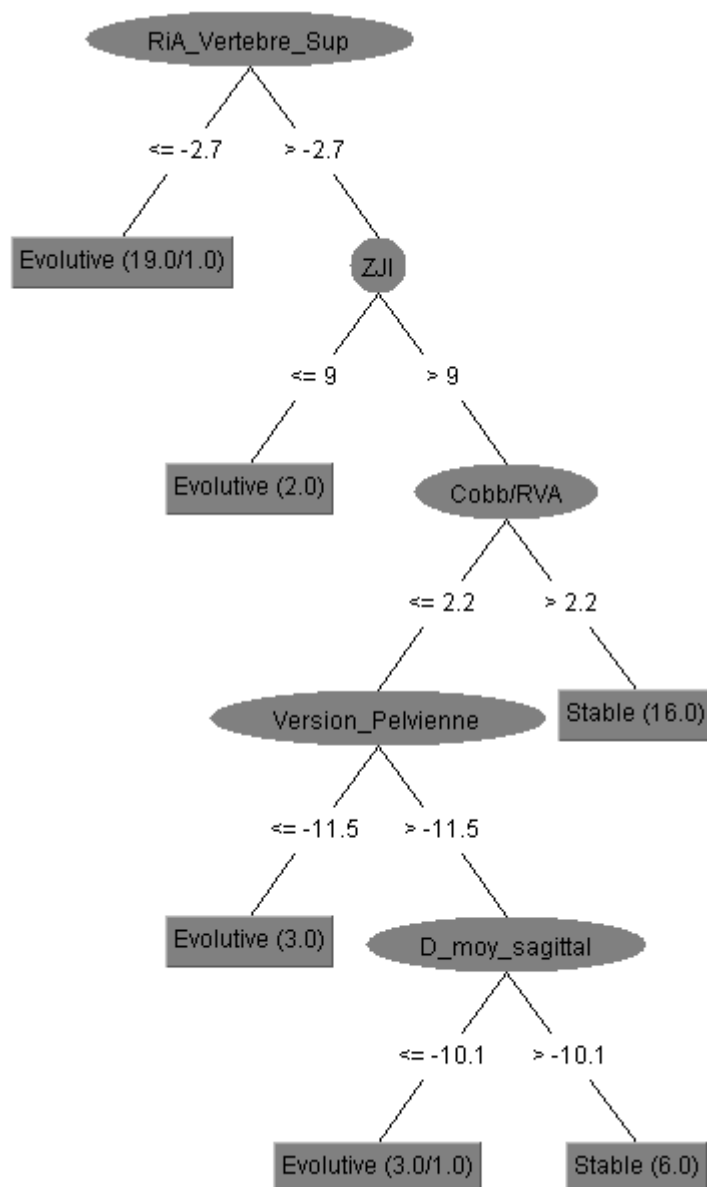 RiA_Vertebre_Sup
<= -2.7
> -2.7
Evolutive (19.0/1.0)
ZJI
<= 9
> 9
Evolutive (2.0)
Cobb/RVA
<= 2.2
> 2.2
Version_Pelvienne
Stable (16.0)
<= -11.5
> -11.5
Evolutive (3.0)
D_moy_sagittal
<= -10.1
> -10.1
Evolutive (3.0/1.0)
Stable (6.0)